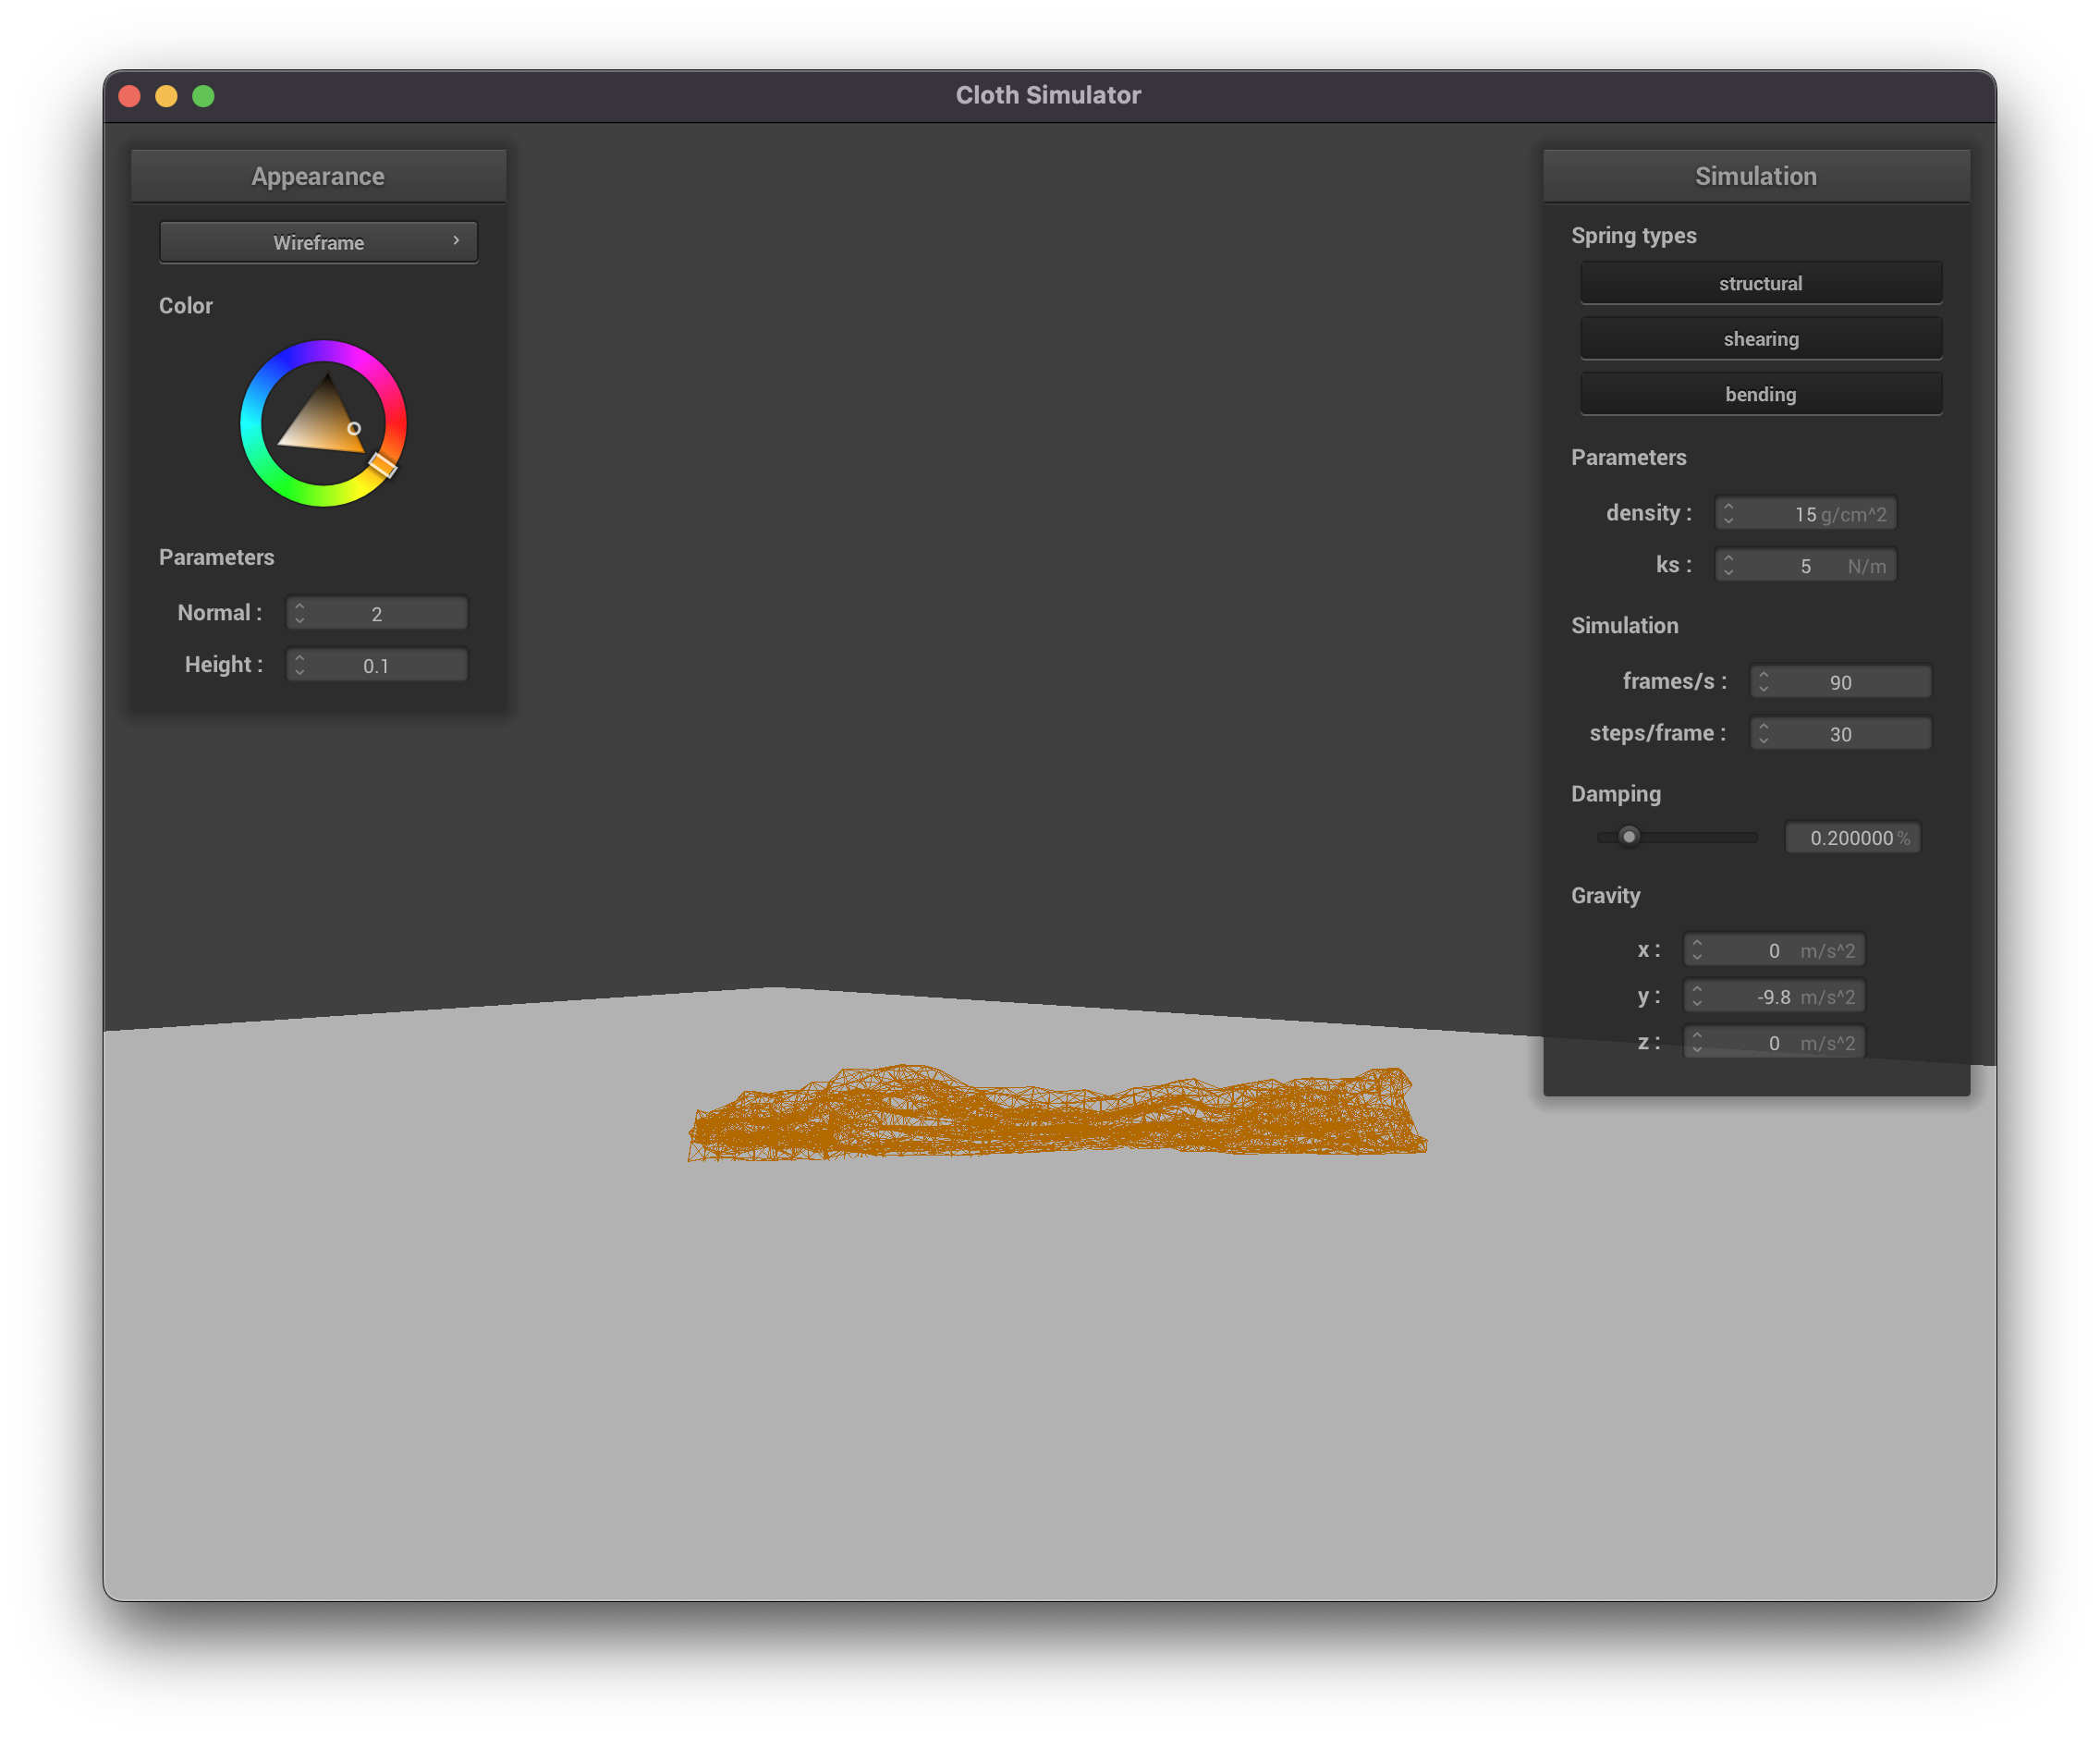 Cloth Simulator
Appearance
Wireframe
Color
Parameters
Normal : 2
Height : 0.1
Simulation
Spring types
structural
shearing
bending
Parameters
density : 15 g/cm^2
ks : 5 N/m
Simulation
frames/s : 90
steps/frame : 30
Damping
0.200000 %
Gravity
x : 0 m/s^2
y : -9.8 m/s^2
z : 0 m/s^2